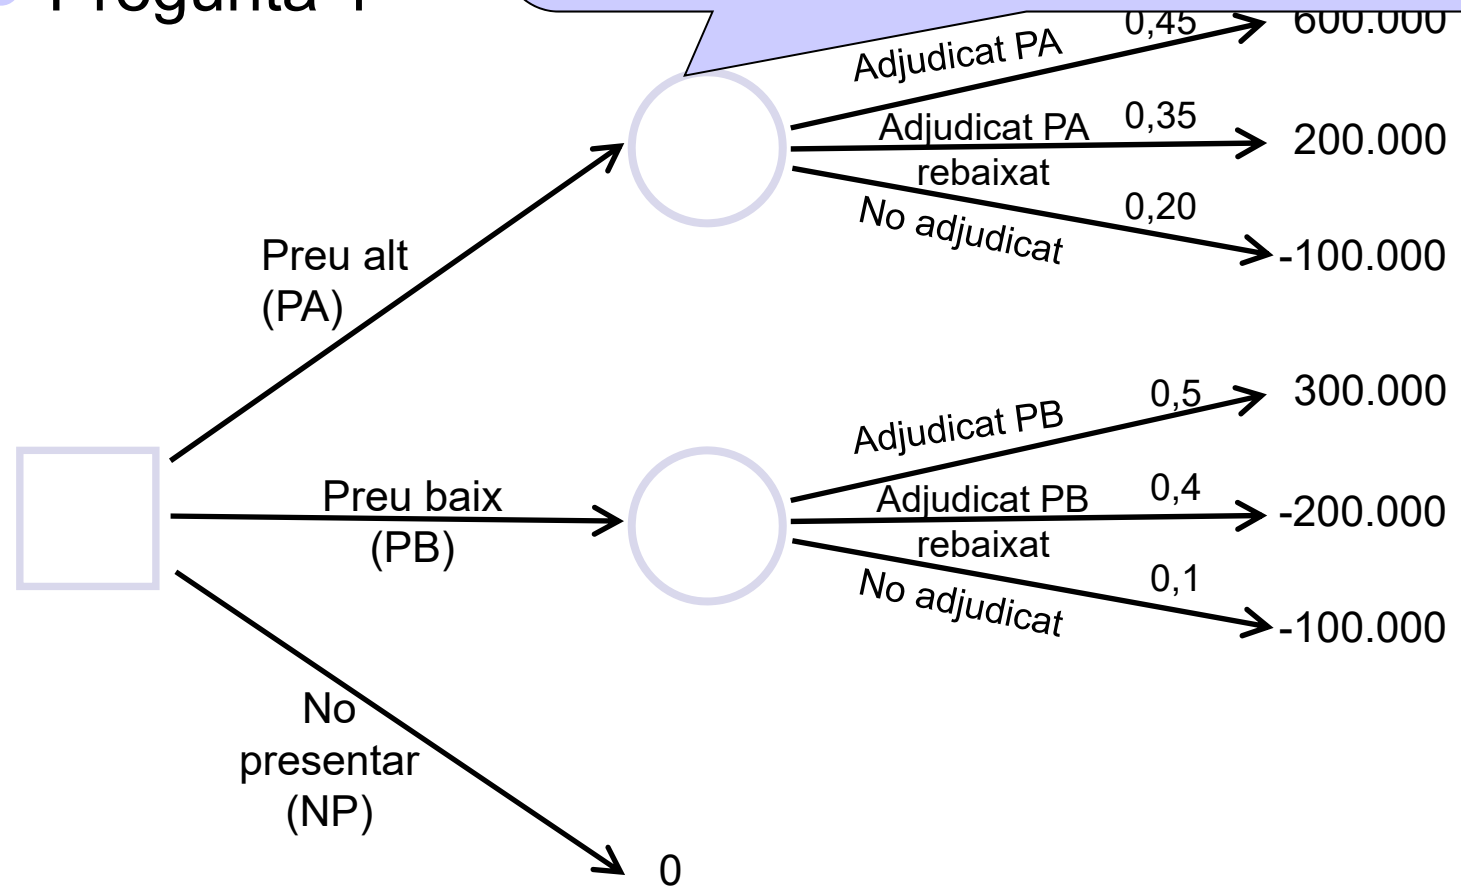 Adjudicat PA
0,45
600.000
Adjudicat PA
rebaixat
0,35
200.000
No adjudicat
0,20
-100.000
Preu alt
(PA)
Adjudicat PB
0,5
300.000
Preu baix
(PB)
Adjudicat PB
rebaixat
0,4
-200.000
No adjudicat
0,1
-100.000
No
presentar
(NP)
0